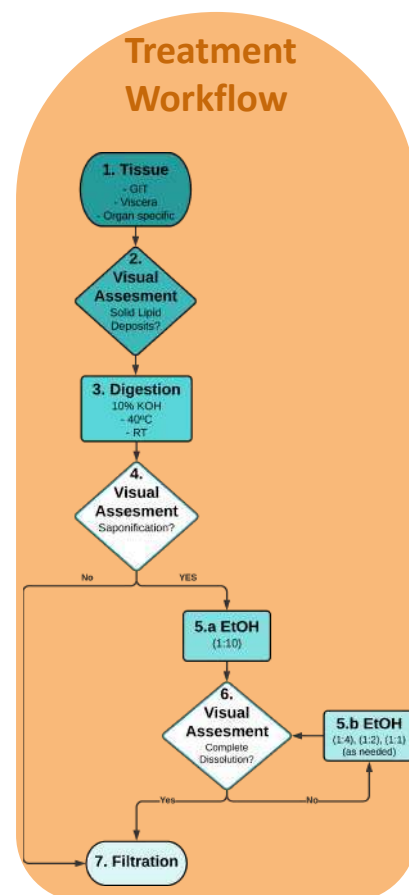 Treatment
Workflow
1. Tissue
- GIT
- Viscera
- Organ specific
2.
Visual
Assesment
Solid Lipid
Deposits?
3. Digestion
10% KOH
- 40ºC
- RT
4.
Visual
Assesment
Saponification?
No
YES
5.a EtOH
(1:10)
6.
Visual
Assesment
Complete
Dissolution?
5.b EtOH
(1:4), (1:2), (1:1)
(as needed)
Yes
No
7. Filtration